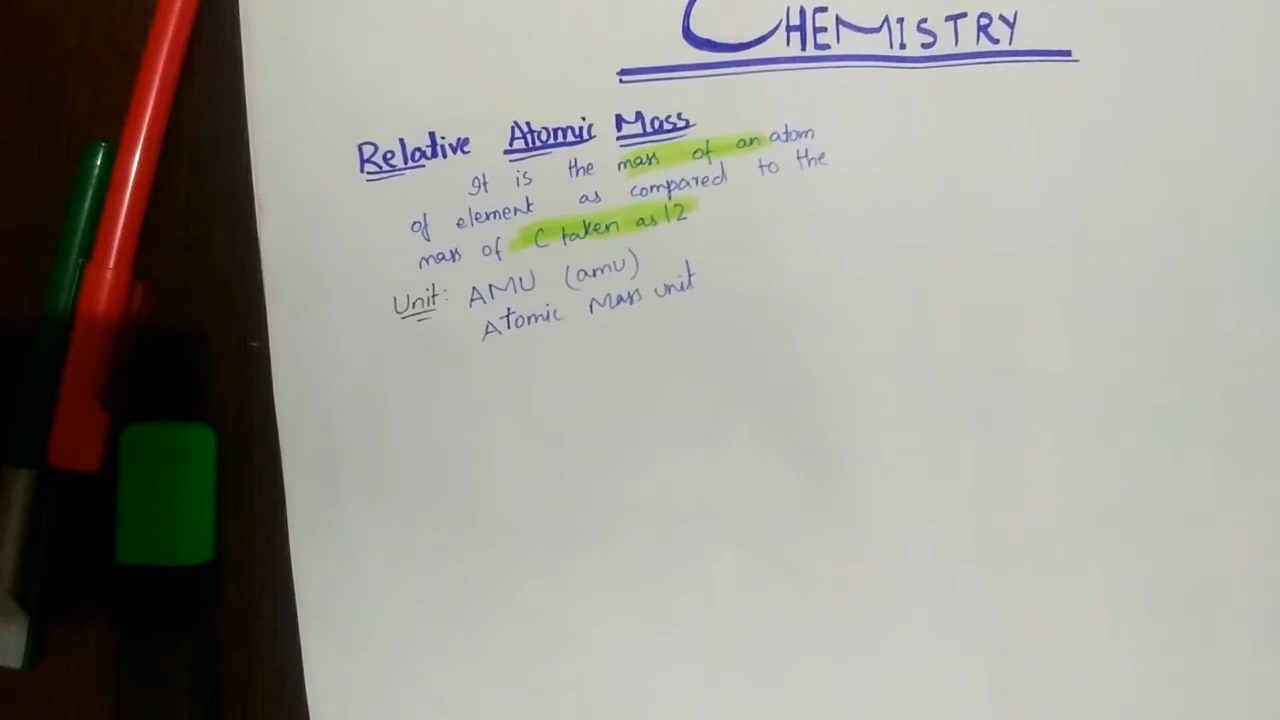 CHEMISTRY
Relative Atomic Mass
It is the mass of an atom
of element as compared to the
mass of C taken as 12
Unit: AMU (amu)
Atomic Mass unit